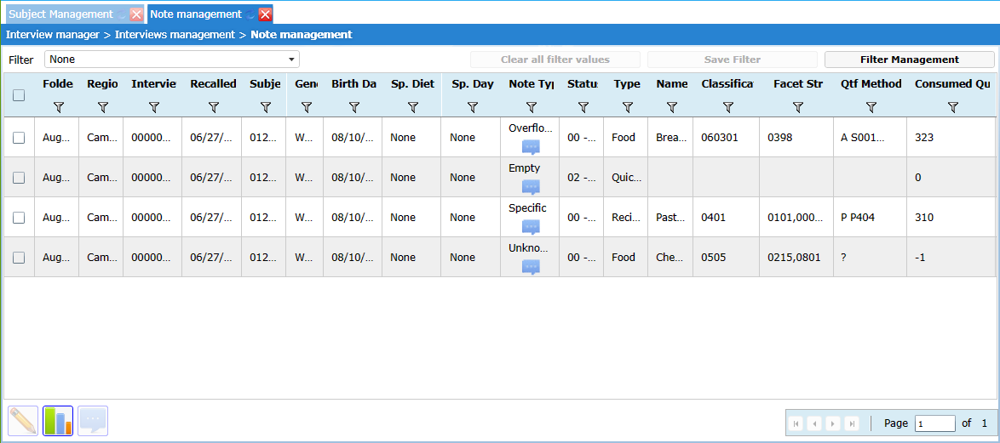 Subject Management Note management
Interview manager > Interviews management > Note management
Filter None Clear all filter values Save Filter Filter Management
Folde Regio Intervie Recalled Subje Gen Birth Da Sp. Diet Sp. Day Note Typ Statu Type Name Classifica Facet Str Qtf Method Consumed Qu
Aug... Cam... 00000... 06/27/... 012... W... 08/10/... None None Overflo... 00 -... Food Brea... 060301 0398 A S001... 323
Aug... Cam... 00000... 06/27/... 012... W... 08/10/... None None Empty 02 -... Quic... 0
Aug... Cam... 00000... 06/27/... 012... W... 08/10/... None None Specific 00 -... Reci... Past... 0401 0101,000... P P404 310
Aug... Cam... 00000... 06/27/... 012... W... 08/10/... None None Unkno... 00 -... Food Che... 0505 0215,0801 ? -1
Page 1 of 1